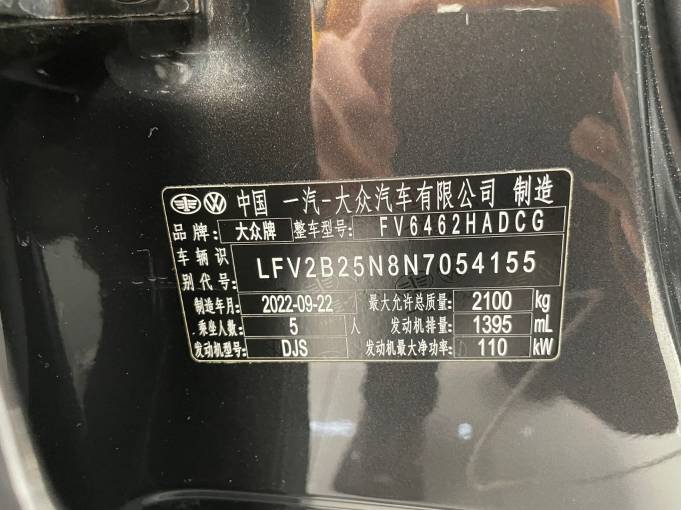 中国 一汽-大众汽车有限公司 制造
品牌: 大众牌 整车型号: FV6462HADCG
车辆识别代号: LFV2B25N8N7054155
制造年月: 2022-09-22 最大允许总质量: 2100 kg
乘坐人数: 5 人 发动机排量: 1395 mL
发动机型号: DJS 发动机最大净功率: 110 kW